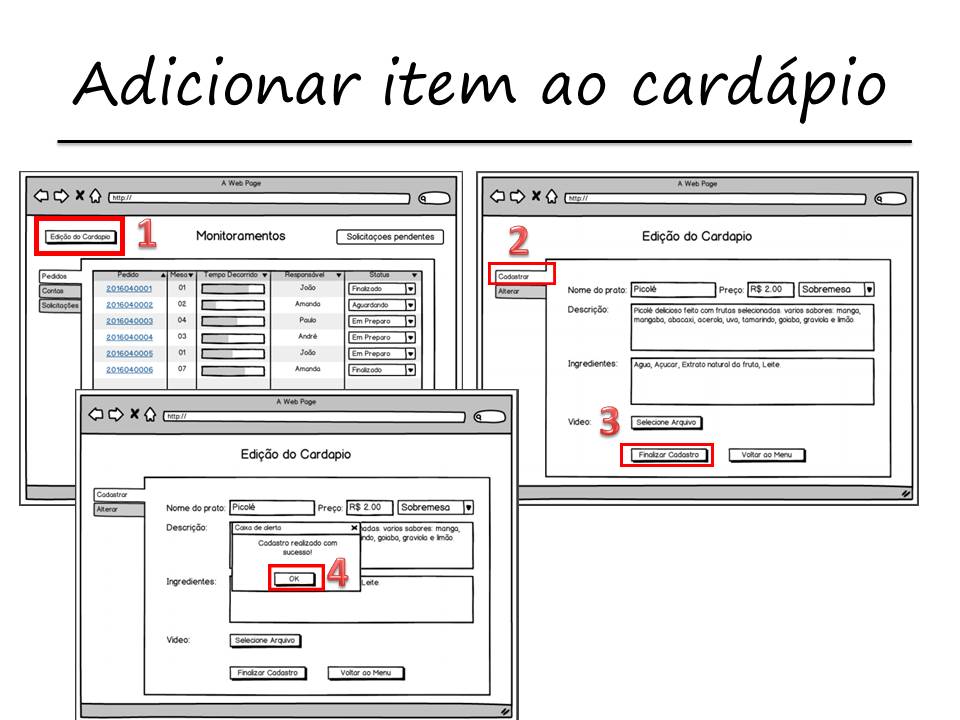 Adicionar item ao cardápio
A Web Page
http://
Edição do Cardapio
1
Monitoramentos
Solicitaçoes pendentes
Pedidos
Contas
Solicitações
Pedido Mesa Tempo Decorrido Responsável Status
2016040001 01 João Finalizado
2016040002 02 Amanda Aguardando
2016040003 04 Paulo Em Preparo
2016040004 03 André Em Preparo
2016040005 01 João Em Preparo
2016040006 07 Amanda Finalizado
A Web Page
http://
Edição do Cardapio
2
Cadastrar
Alterar
Nome do prato: Picolé Preço: R$ 2.00 Sobremesa
Descrição:
Picolé delicioso feito com frutas selecionadas. varios sabores: manga,
mangaba, abacaxi, acerola, uva, tamarindo, goiaba, graviola e limão
Ingredientes:
Agua, Açucar, Extrato natural da fruta, Leite.
Video:
3
Selecione Arquivo
Finalizar Cadastro
Voltar ao Menu
A Web Page
http://
Edição do Cardapio
Cadastrar
Alterar
Nome do prato: Picolé Preço: R$ 2.00 Sobremesa
Descrição:
Caixa de alerta
Cadastro realizado com
sucesso!
OK
4
nadas. varios sabores: manga,
ndo, goiaba, graviola e limão
Ingredientes:
Leite
Video:
Selecione Arquivo
Finalizar Cadastro
Voltar ao Menu